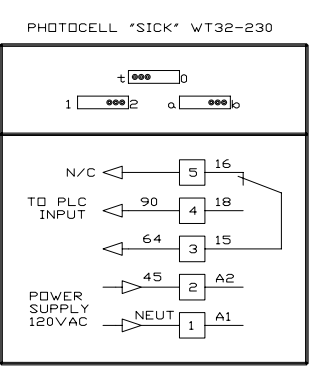 PHOTOCELL "SICK" WT32-230
t 0
1 2 a b
N/C 5 16
TO PLC
INPUT
90 4 18
64 3 15
45 2 A2
POWER
SUPPLY
120VAC
NEUT 1 A1